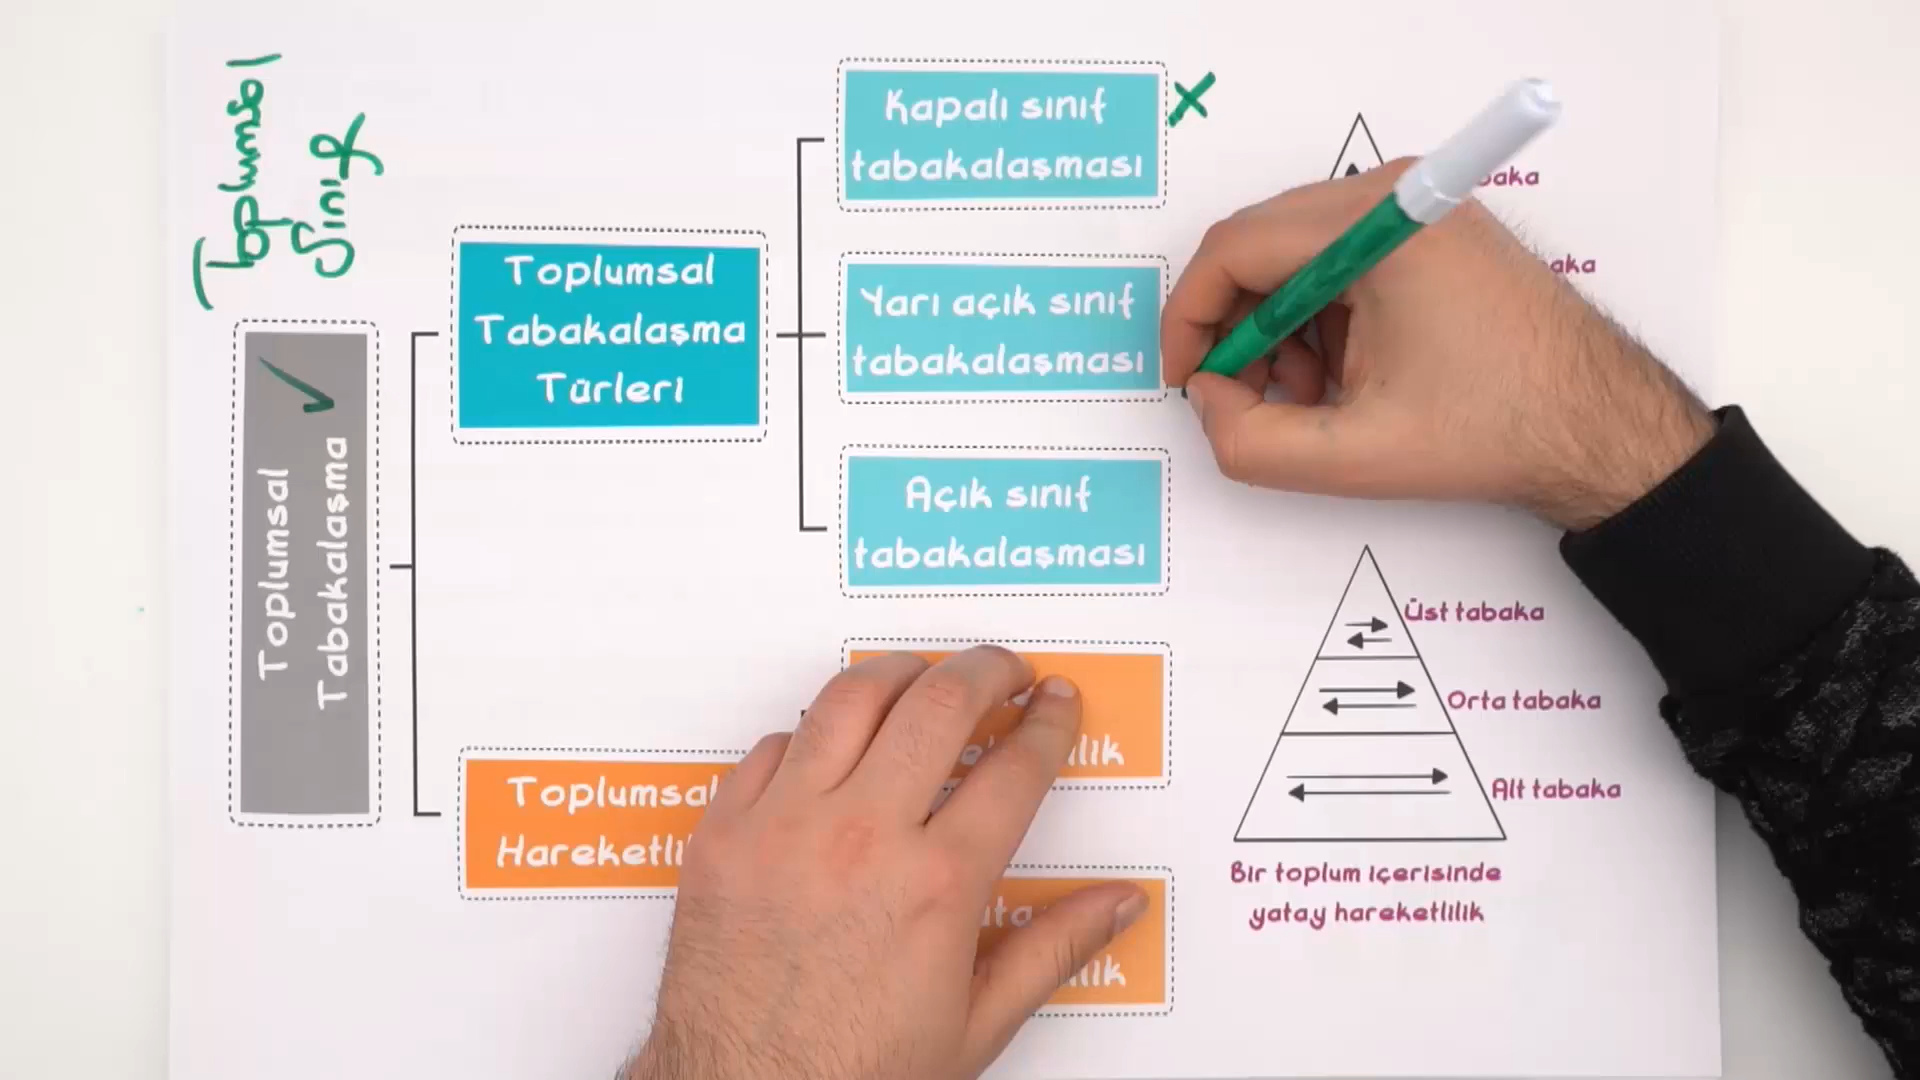 Toplumsal
Sınıf
Toplumsal
Tabakalaşma
Toplumsal
Tabakalaşma
Türleri
Kapalı sınıf
tabakalaşması
Yarı açık sınıf
tabakalaşması
Açık sınıf
tabakalaşması
Toplumsal
Üst tabaka
Orta tabaka
Alt tabaka
Bir toplum içerisinde
yatay hareketlilik